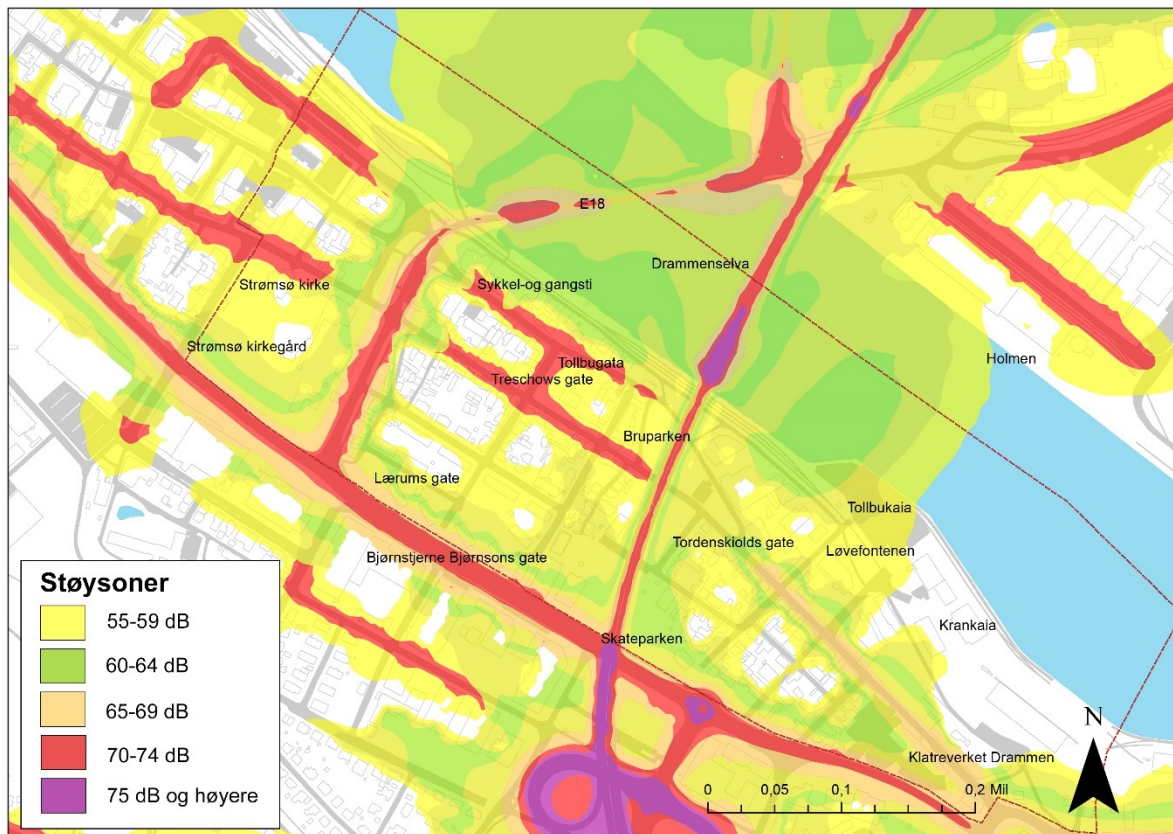 E18
Drammenselva
Strømsø kirke
Sykkel-og gangsti
Strømsø kirkegård
Tollbugata
Holmen
Treschows gate
Bruparken
Lærums gate
Tollbukaia
Tordenskiolds gate
Løvefontenen
Bjørnstjerne Bjørnsons gate
Krankaia
Skateparken
Klatreverket Drammen
Støysoner
55-59 dB
60-64 dB
65-69 dB
70-74 dB
75 dB og høyere
N
0 0,05 0,1 0,2 Mil